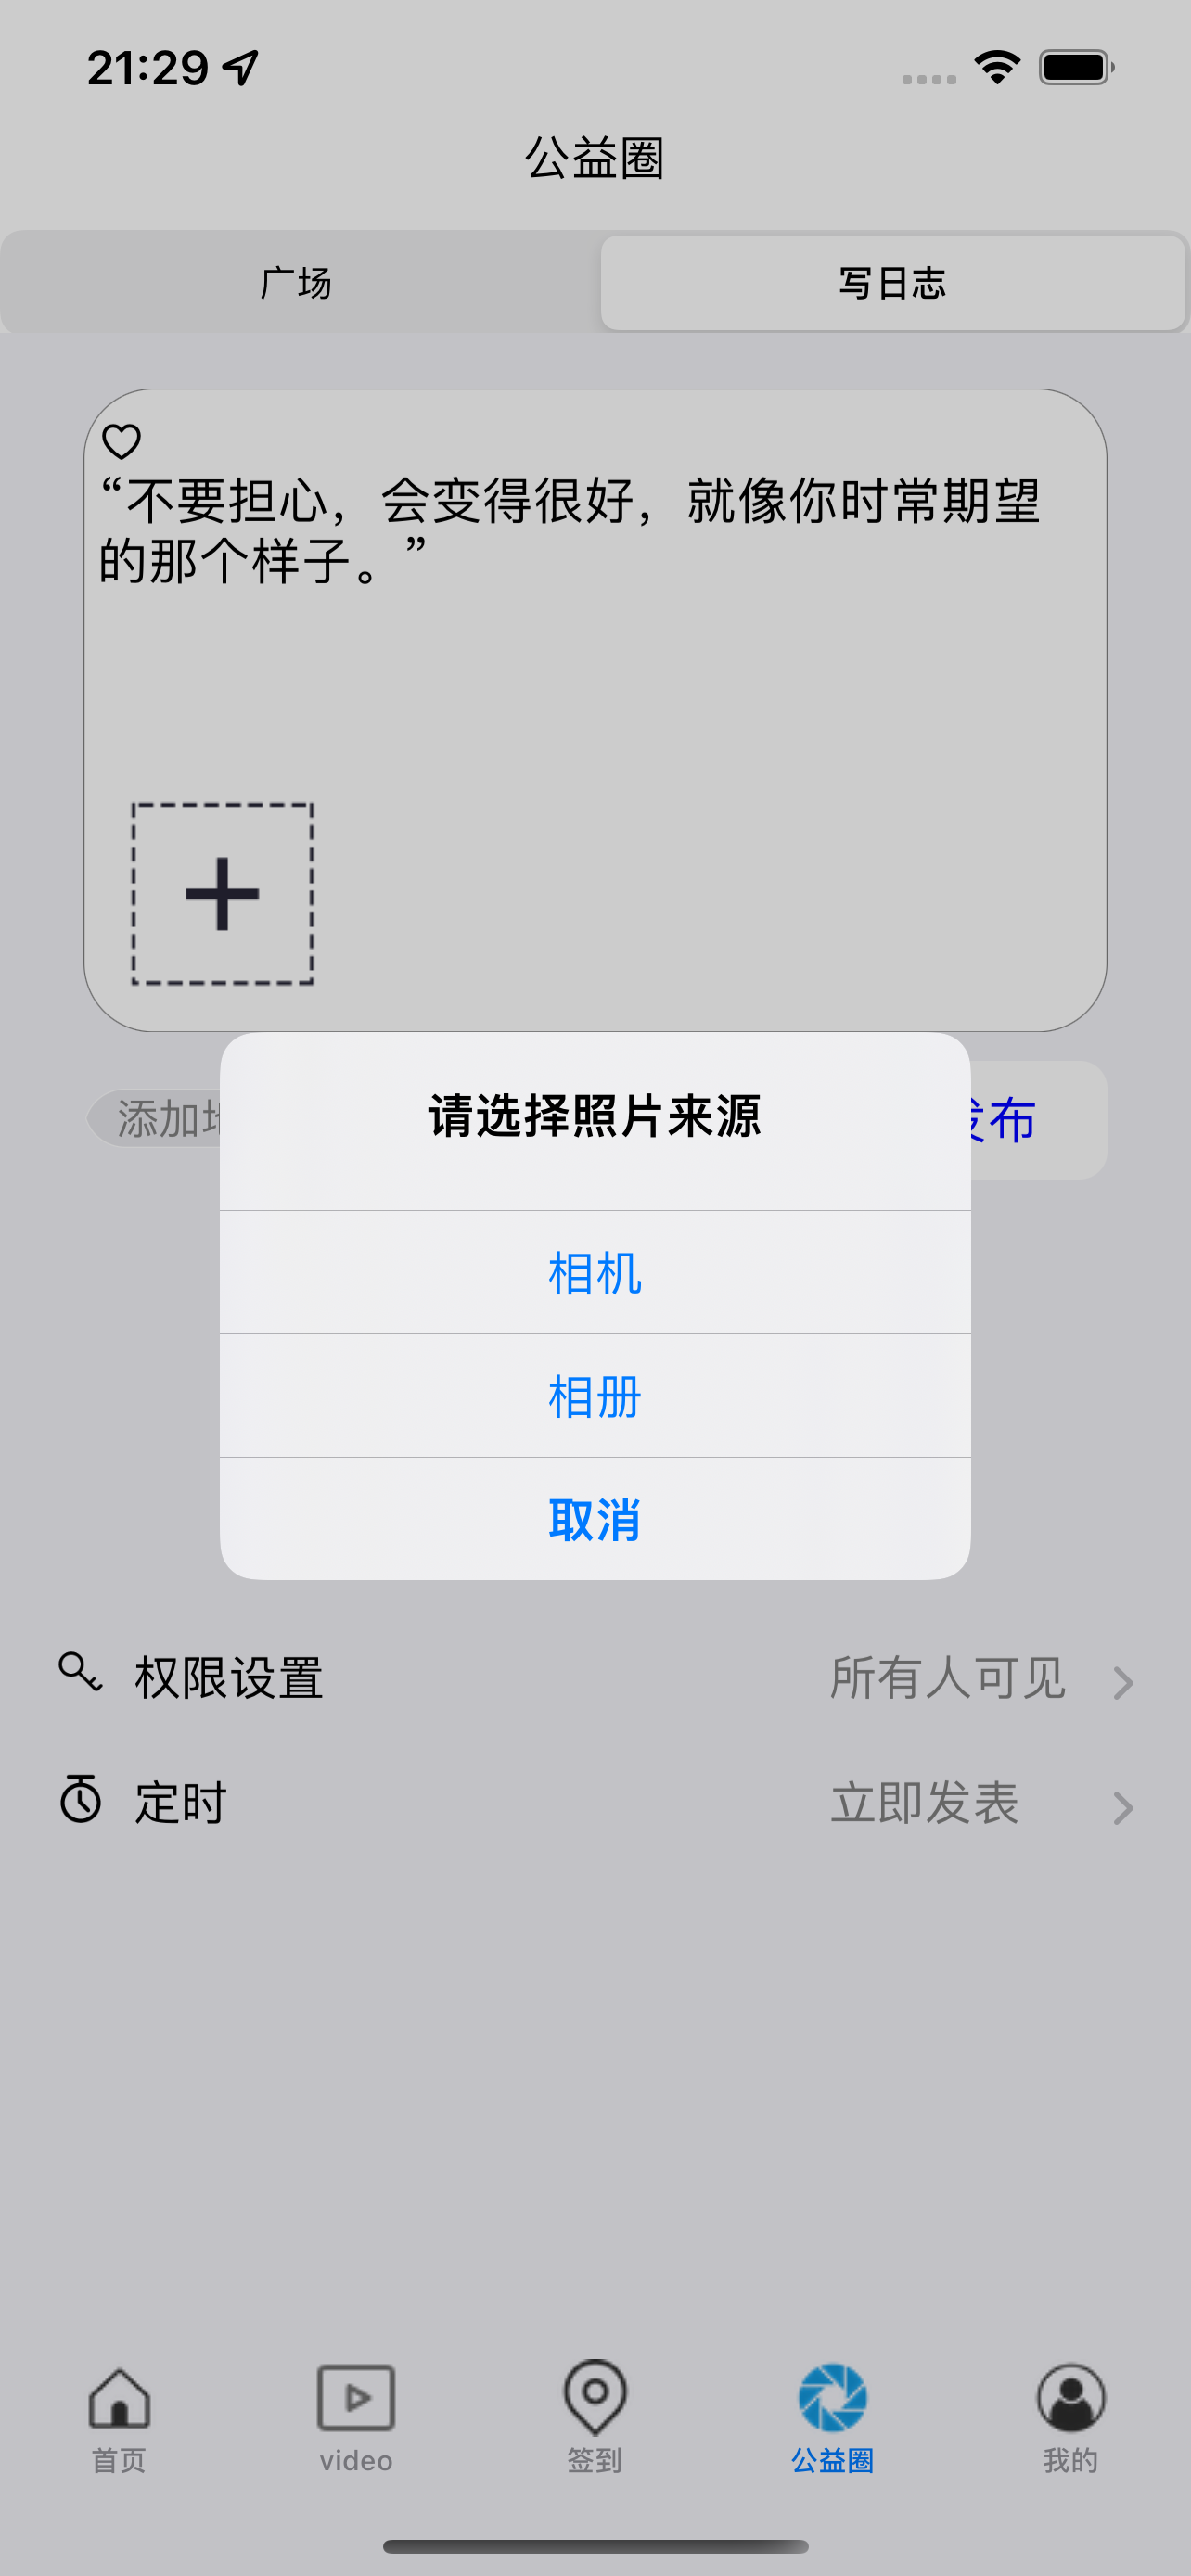 21:29
公益圈
广场
写日志
“不要担心，会变得很好，就像你时常期望
的那个样子。”
添加
布
请选择照片来源
相机
相册
取消
权限设置
所有人可见
定时
立即发表
首页
video
签到
公益圈
我的